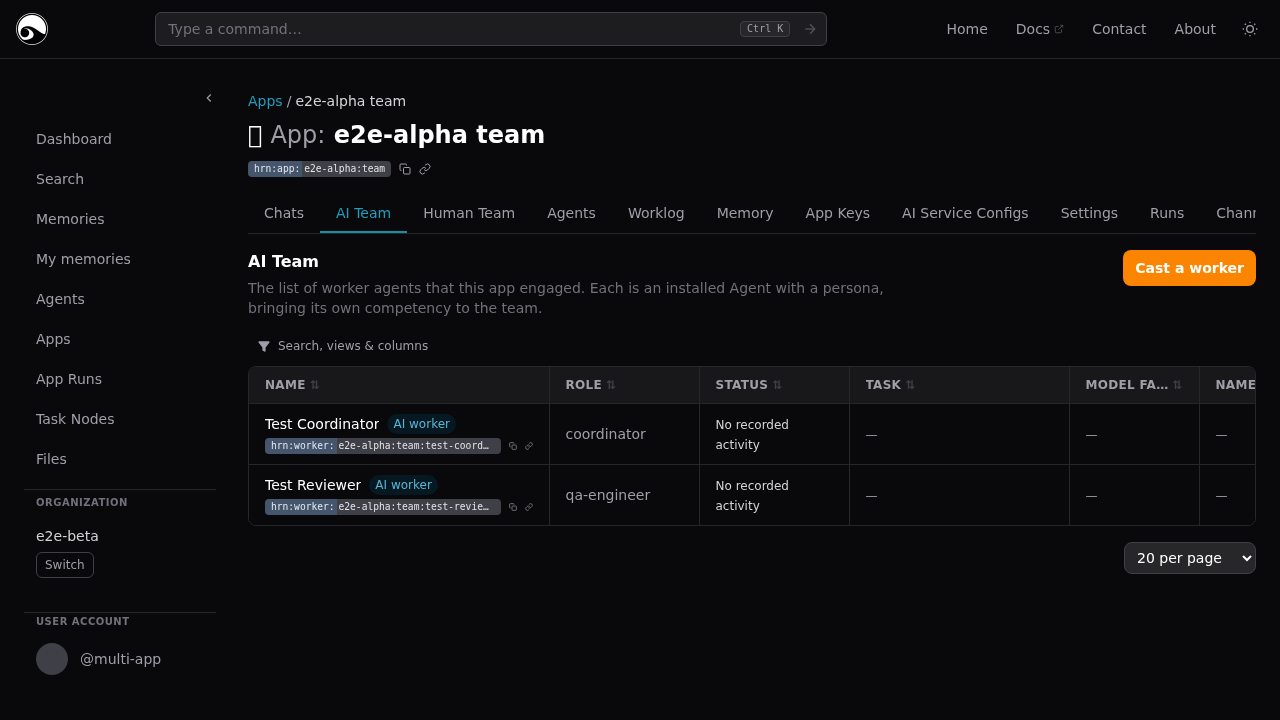 Type a command... Ctrl K
Home Docs Contact About
Apps / e2e-alpha team
App: e2e-alpha team
hrn:app: e2e-alpha:team
Chats AI Team Human Team Agents Worklog Memory App Keys AI Service Configs Settings Runs Chann
Dashboard
Search
Memories
My memories
Agents
Apps
App Runs
Task Nodes
Files
ORGANIZATION
e2e-beta
Switch
USER ACCOUNT
@multi-app
AI Team
Cast a worker
The list of worker agents that this app engaged. Each is an installed Agent with a persona,
bringing its own competency to the team.
Search, views & columns
NAME ROLE STATUS TASK MODEL FA... NAME
Test Coordinator AI worker
hrn:worker: e2e-alpha:team:test-coord…
coordinator
No recorded
activity
— — —
Test Reviewer AI worker
hrn:worker: e2e-alpha:team:test-revie…
qa-engineer
No recorded
activity
— — —
20 per page